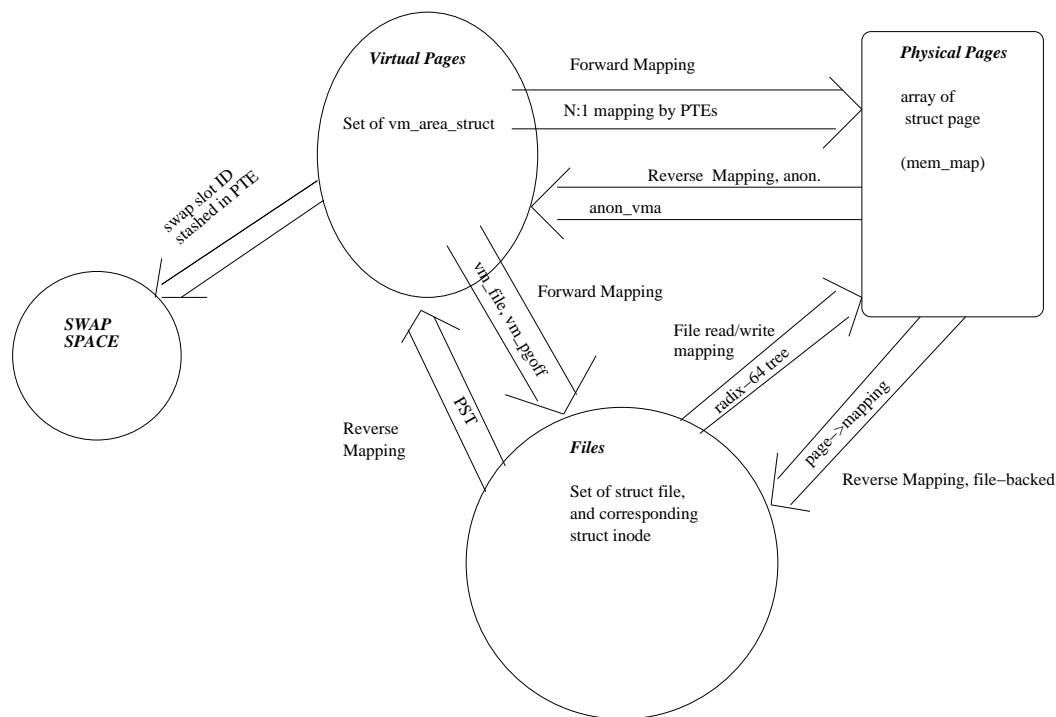 Virtual Pages
Set of vm_area_struct
Forward Mapping
N:1 mapping by PTEs
Physical Pages
array of
struct page
(mem_map)
Reverse Mapping, anon.
anon_vma
swap slot ID
stashed in PTE
SWAP
SPACE
vm_file, vm_pgoff
Forward Mapping
File read/write
mapping
radix−64 tree
page−>mapping
Reverse Mapping, file−backed
PST
Reverse
Mapping
Files
Set of struct file,
and corresponding
struct inode